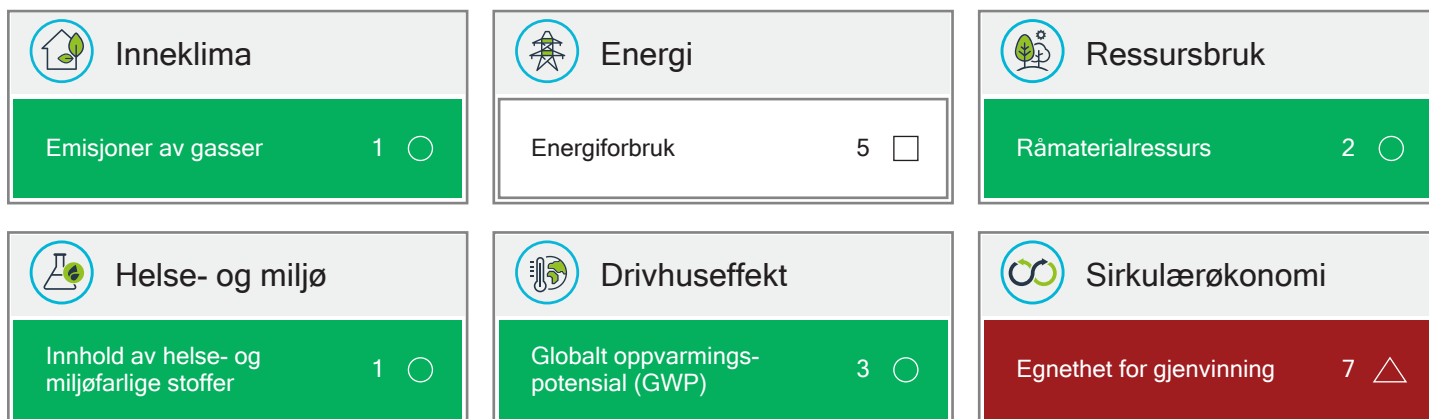 Inneklima
Emisjoner av gasser 1
Energi
Energiforbruk 5
Ressursbruk
Råmaterialressurs 2
Helse- og miljø
Innhold av helse- og
miljøfarlige stoffer 1
Drivhuseffekt
Globalt oppvarmings-
potensial (GWP) 3
Sirkulærøkonomi
Egnethet for gjenvinning 7